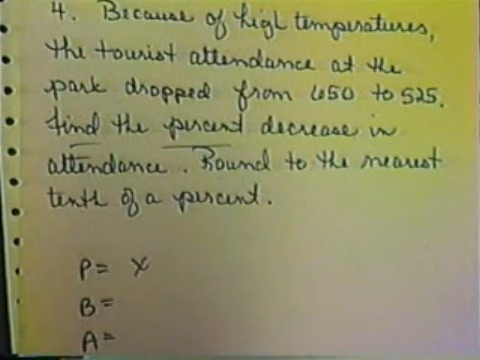 4. Because of high temperatures,
the tourist attendance at the
park dropped from 650 to 525.
Find the percent decrease in
attendance. Round to the nearest
tenth of a percent.
P= X
B=
A=